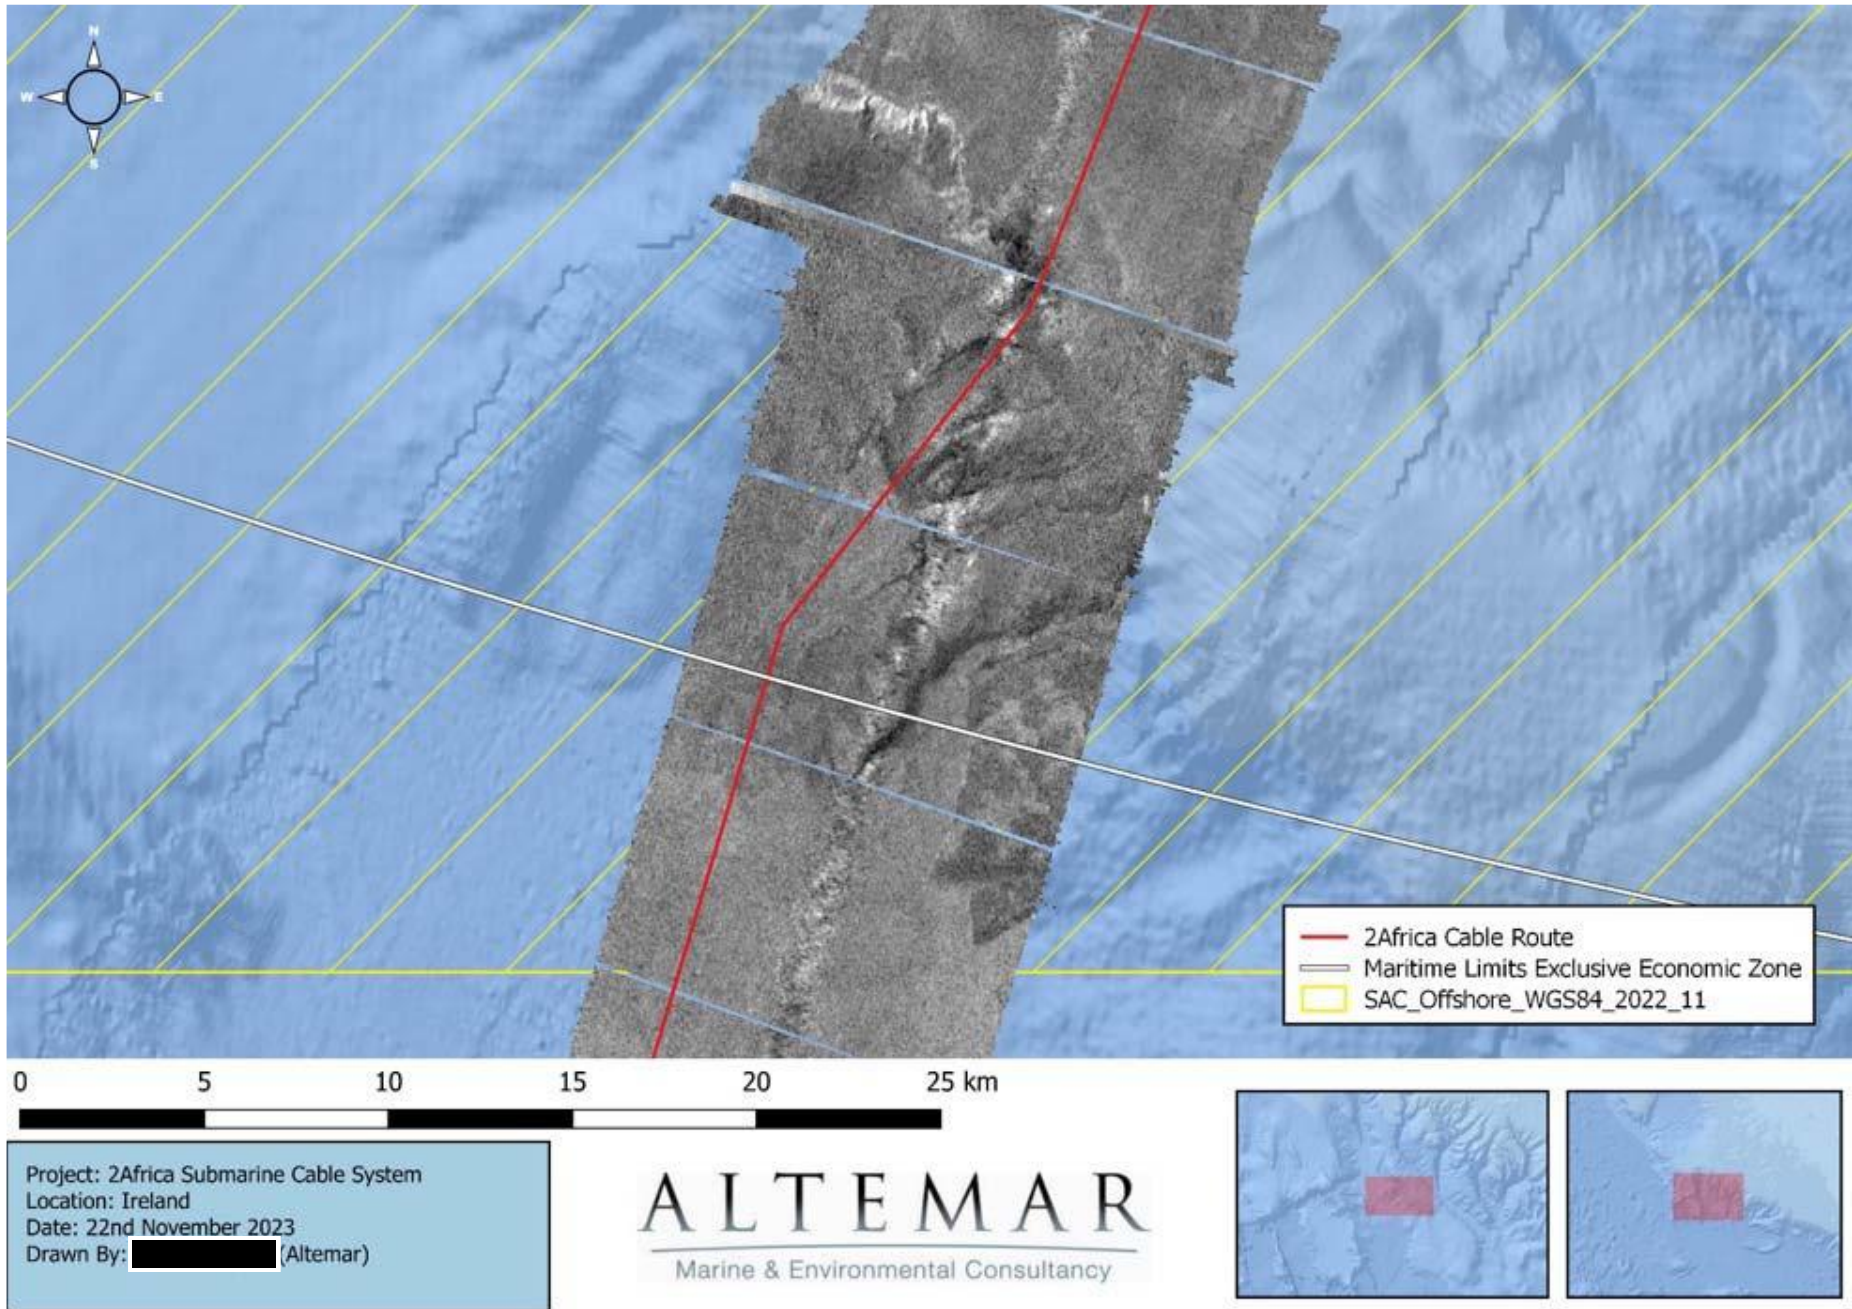 N
W E
S
2Africa Cable Route
Maritime Limits Exclusive Economic Zone
SAC_Offshore_WGS84_2022_11
0 5 10 15 20 25 km
Project: 2Africa Submarine Cable System
Location: Ireland
Date: 22nd November 2023
Drawn By: (Altemar)
ALTEMAR
Marine & Environmental Consultancy